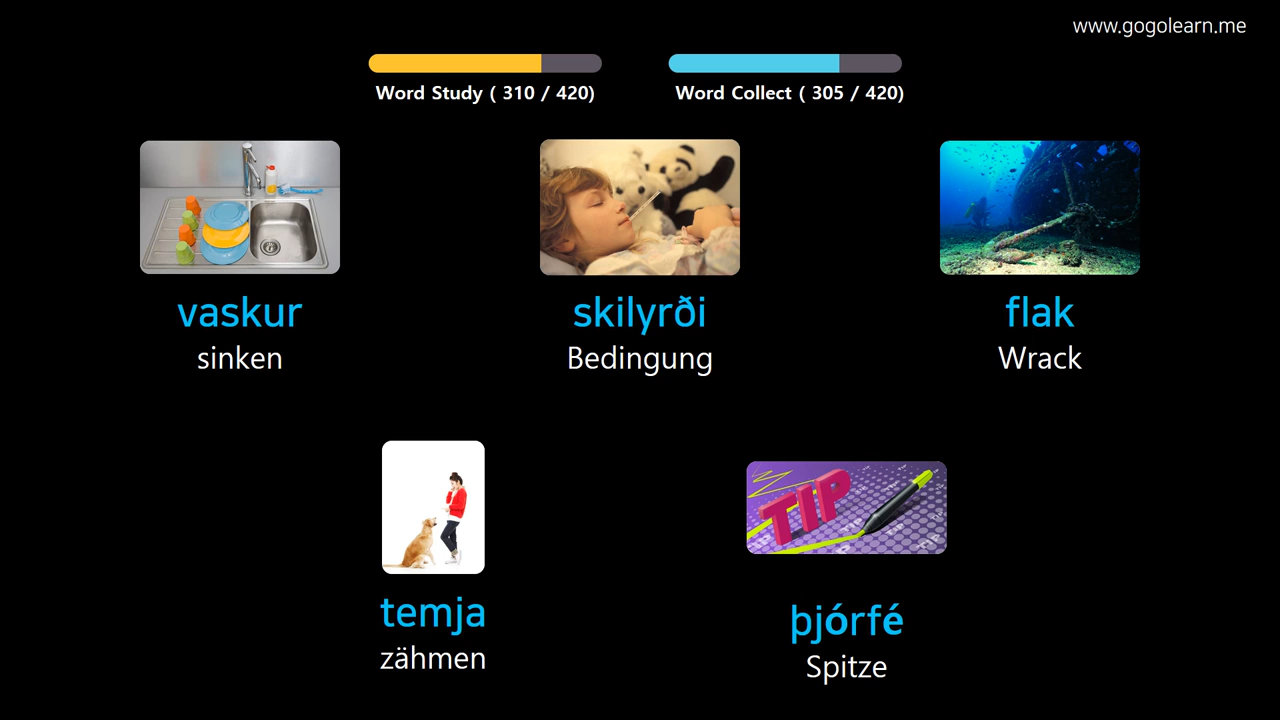 www.gogolearn.me
Word Study ( 310 / 420)
Word Collect ( 305 / 420)
vaskur
sinken
skilyrði
Bedingung
flak
Wrack
TIP
temja
zähmen
þjórfé
Spitze